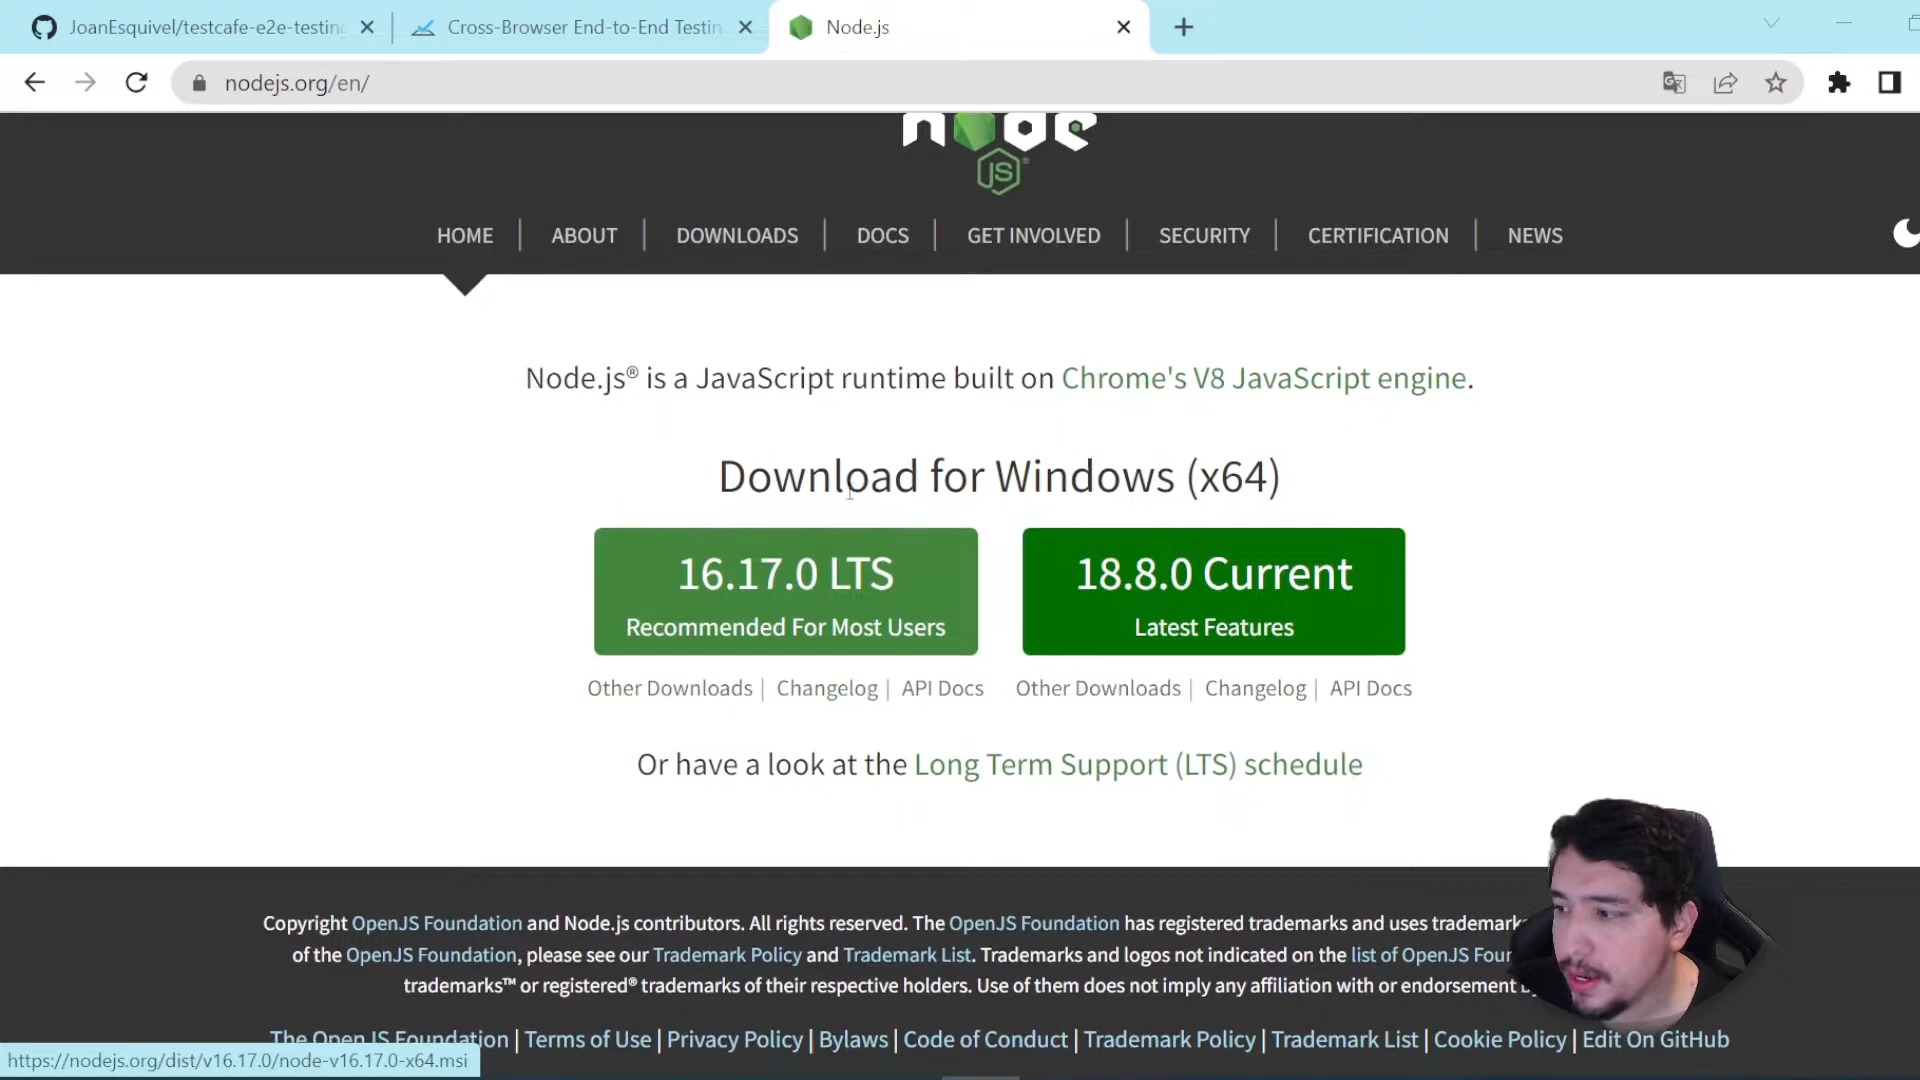 JoanEsquivel/testcafe-e2e-testing
Cross-Browser End-to-End Testin
Node.js
nodejs.org/en/
node
JS
HOME | ABOUT | DOWNLOADS | DOCS | GET INVOLVED | SECURITY | CERTIFICATION | NEWS
Node.js® is a JavaScript runtime built on Chrome's V8 JavaScript engine.
Download for Windows (x64)
16.17.0 LTS
Recommended For Most Users
18.8.0 Current
Latest Features
Other Downloads | Changelog | API Docs
Other Downloads | Changelog | API Docs
Or have a look at the Long Term Support (LTS) schedule
Copyright OpenJS Foundation and Node.js contributors. All rights reserved. The OpenJS Foundation has registered trademarks and uses trademark
of the OpenJS Foundation, please see our Trademark Policy and Trademark List. Trademarks and logos not indicated on the list of OpenJS Four
trademarks™ or registered® trademarks of their respective holders. Use of them does not imply any affiliation with or endorsement
The OpenJS Foundation | Terms of Use | Privacy Policy | Bylaws | Code of Conduct | Trademark Policy | Trademark List | Cookie Policy | Edit On GitHub
https://nodejs.org/dist/v16.17.0/node-v16.17.0-x64.msi